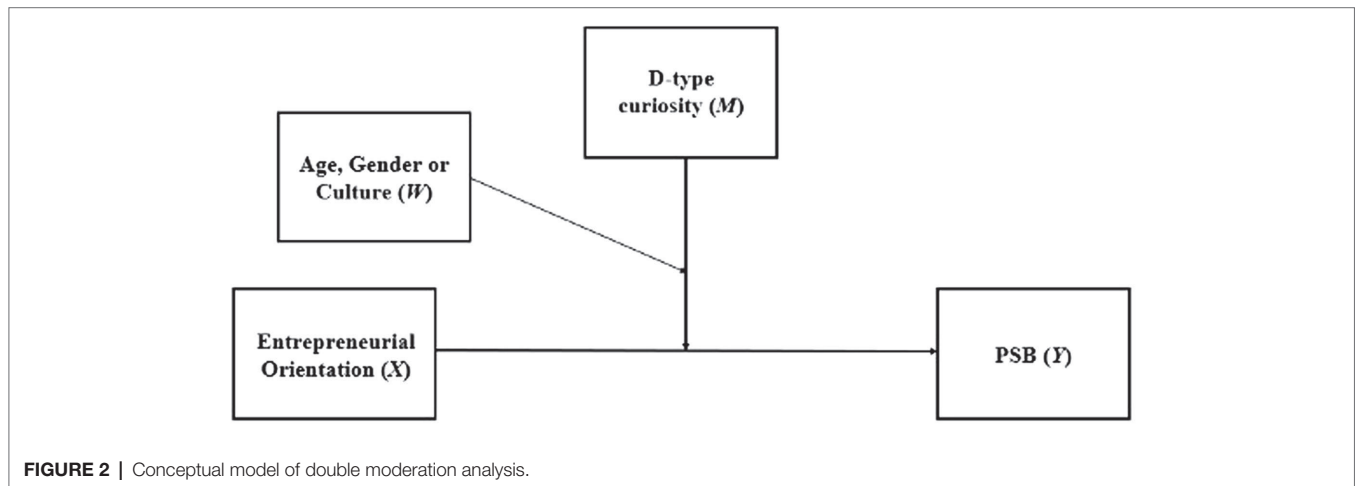 D-type
curiosity (M)
Age, Gender or
Culture (W)
Entrepreneurial
Orientation (X)
PSB (Y)
FIGURE 2 | Conceptual model of double moderation analysis.